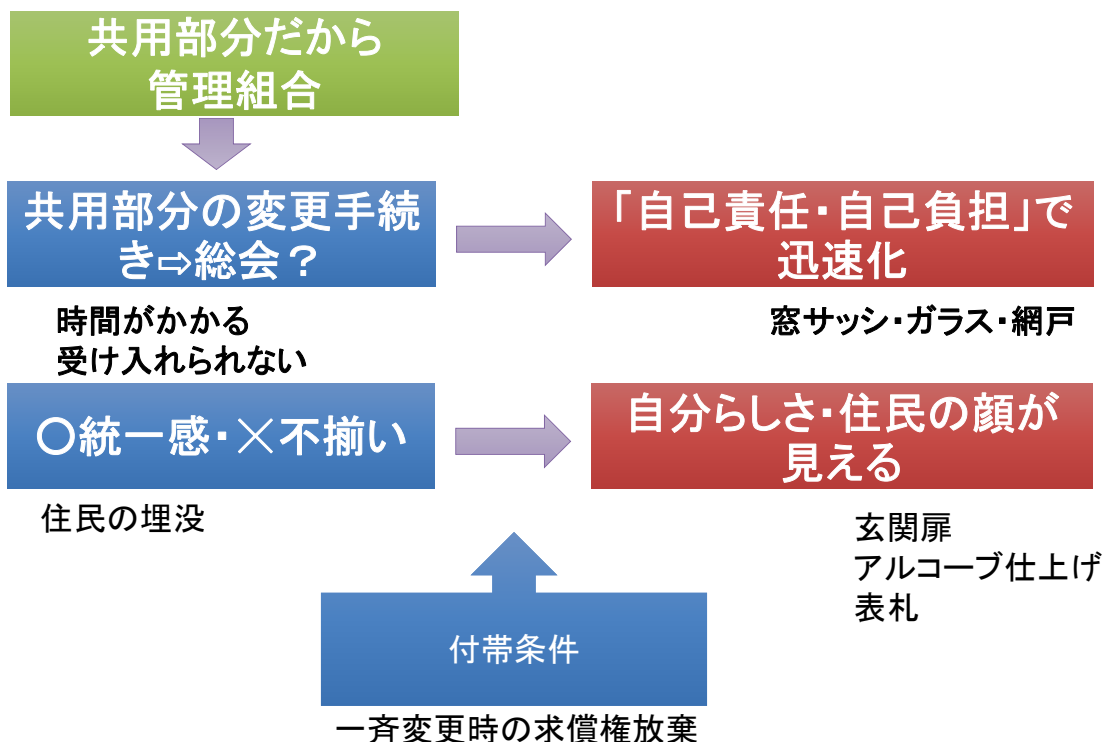 共用部分だから
管理組合
共用部分の変更手続
き⇨総会？
「自己責任・自己負担」で
迅速化
時間がかかる
受け入れられない
窓サッシ・ガラス・網戸
〇統一感・×不揃い
自分らしさ・住民の顔が
見える
住民の埋没
玄関扉
アルコーブ仕上げ
表札
付帯条件
一斉変更時の求償権放棄